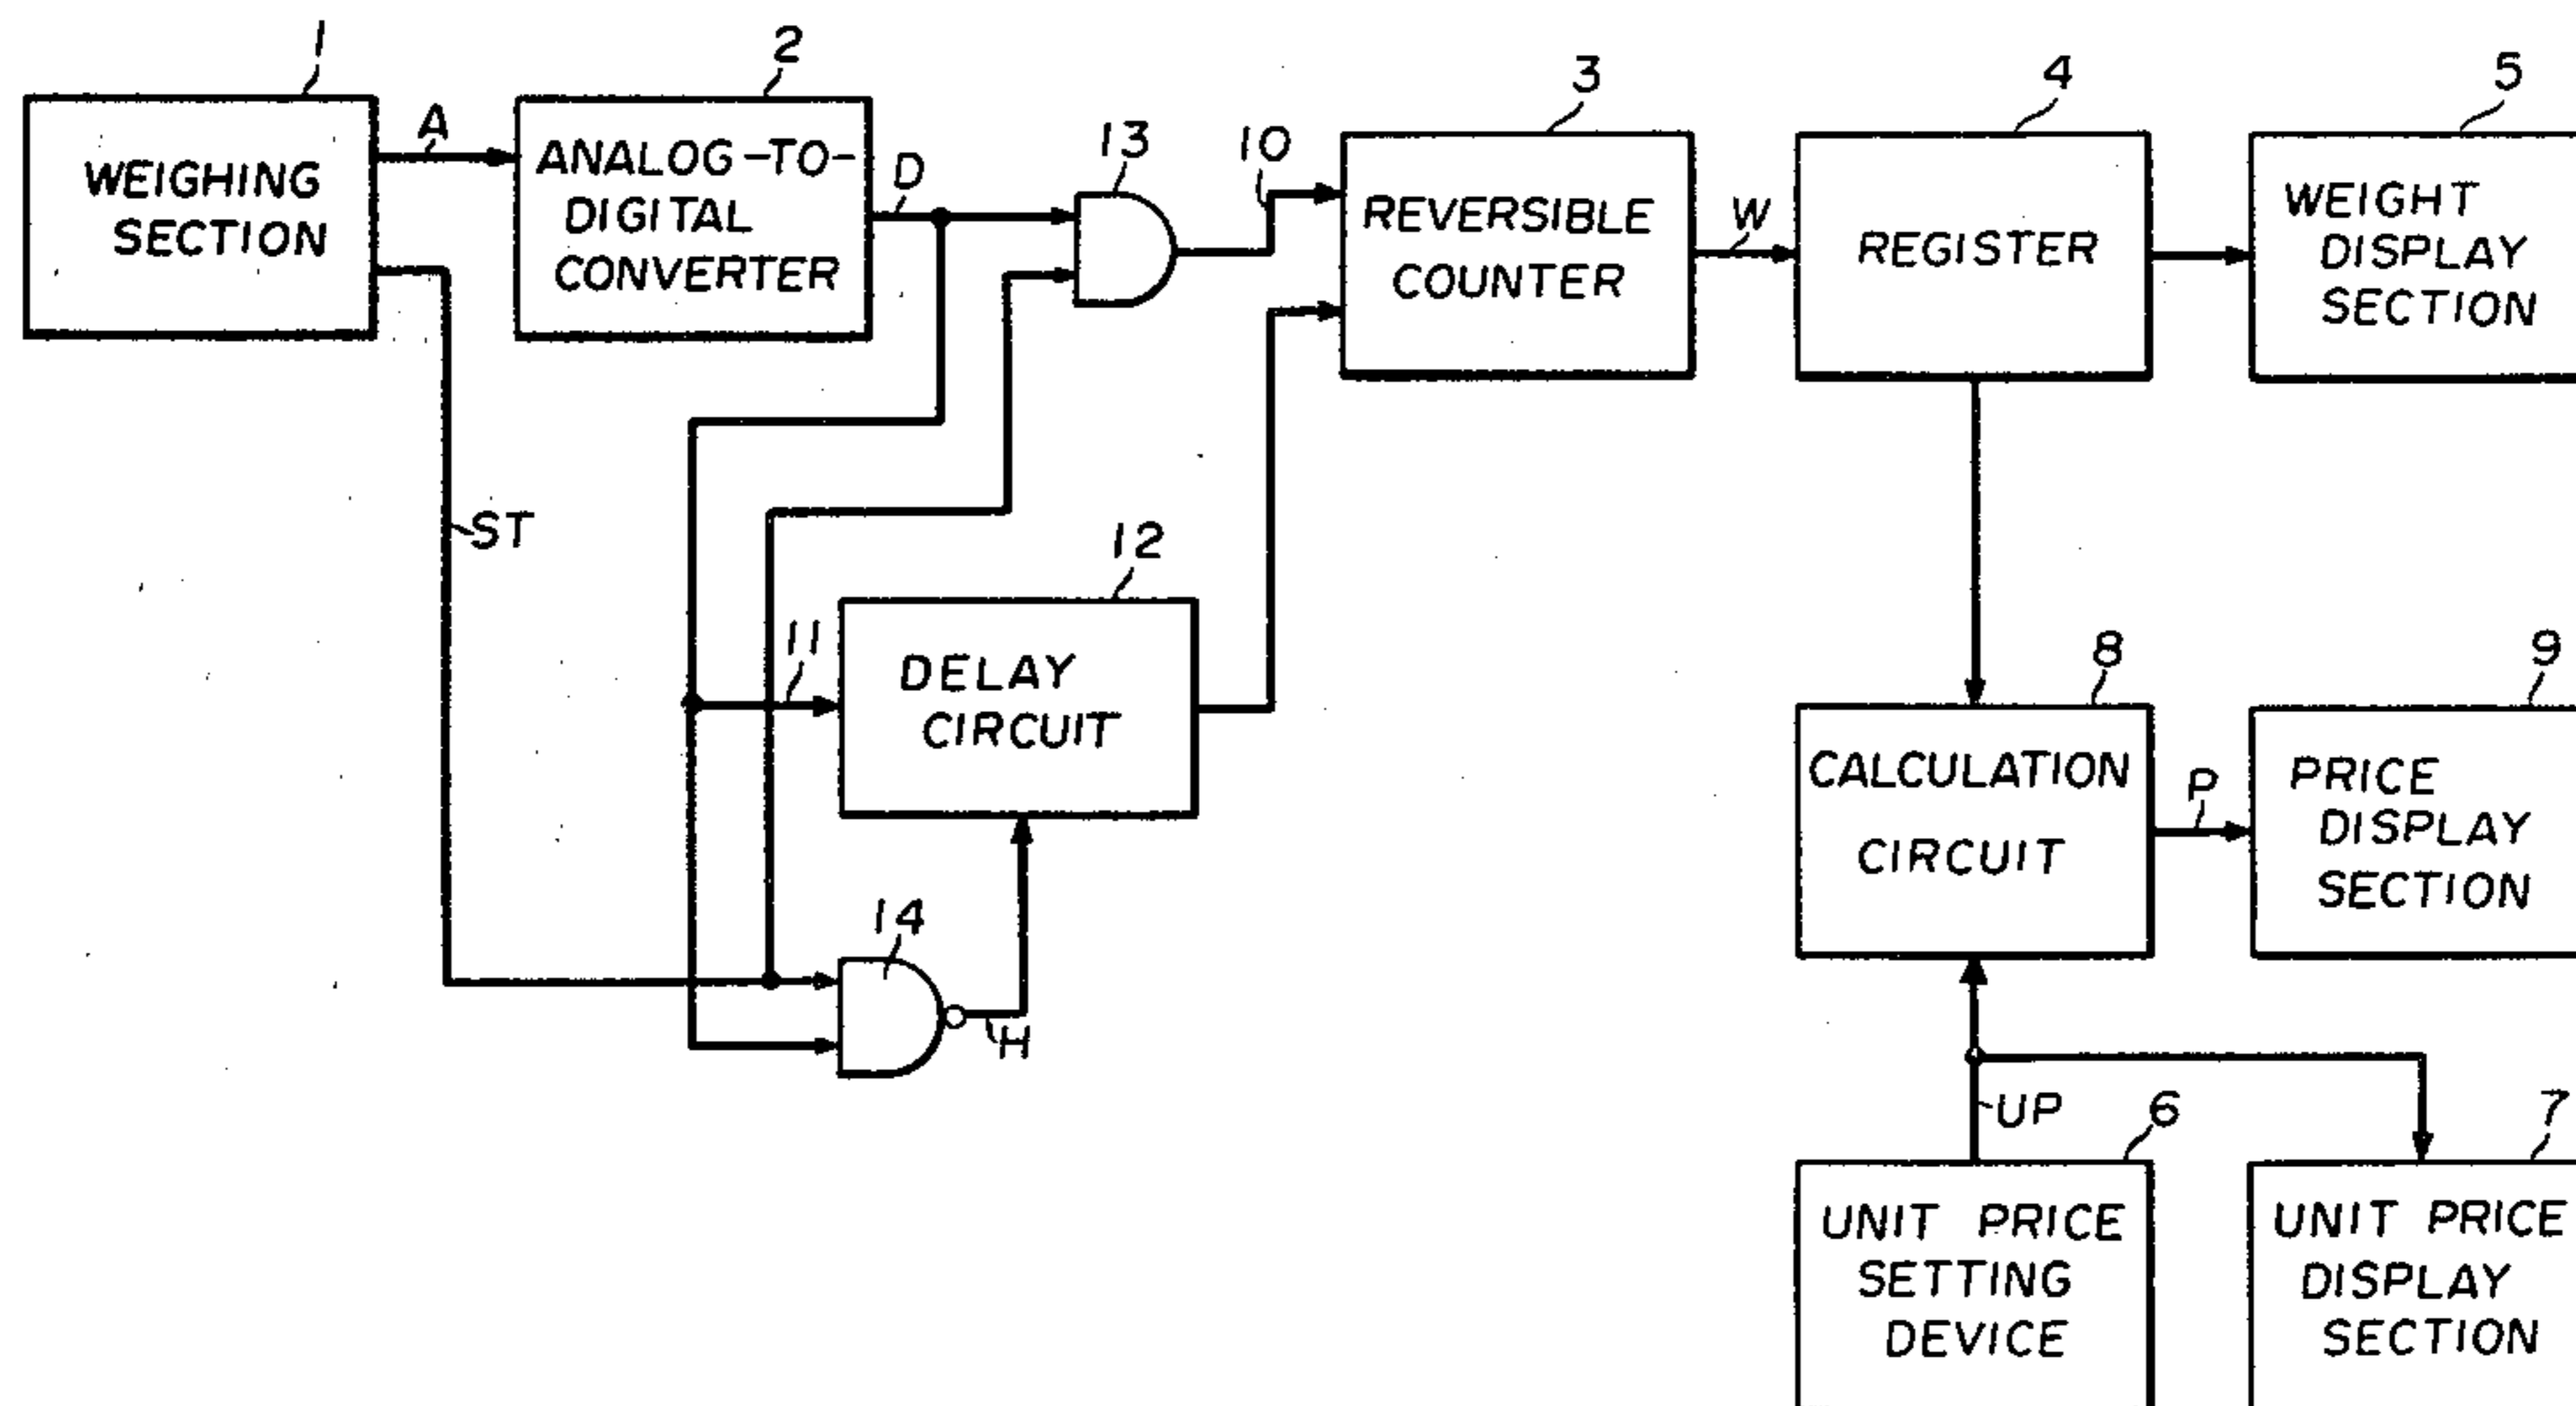 1
WEIGHING
SECTION
A
ST
2
ANALOG-TO-
DIGITAL
CONVERTER
D
13
10
3
REVERSIBLE
COUNTER
W
4
REGISTER
5
WEIGHT
DISPLAY
SECTION
11
12
DELAY
CIRCUIT
14
H
8
CALCULATION
CIRCUIT
P
9
PRICE
DISPLAY
SECTION
UP
6
UNIT PRICE
SETTING
DEVICE
7
UNIT PRICE
DISPLAY
SECTION